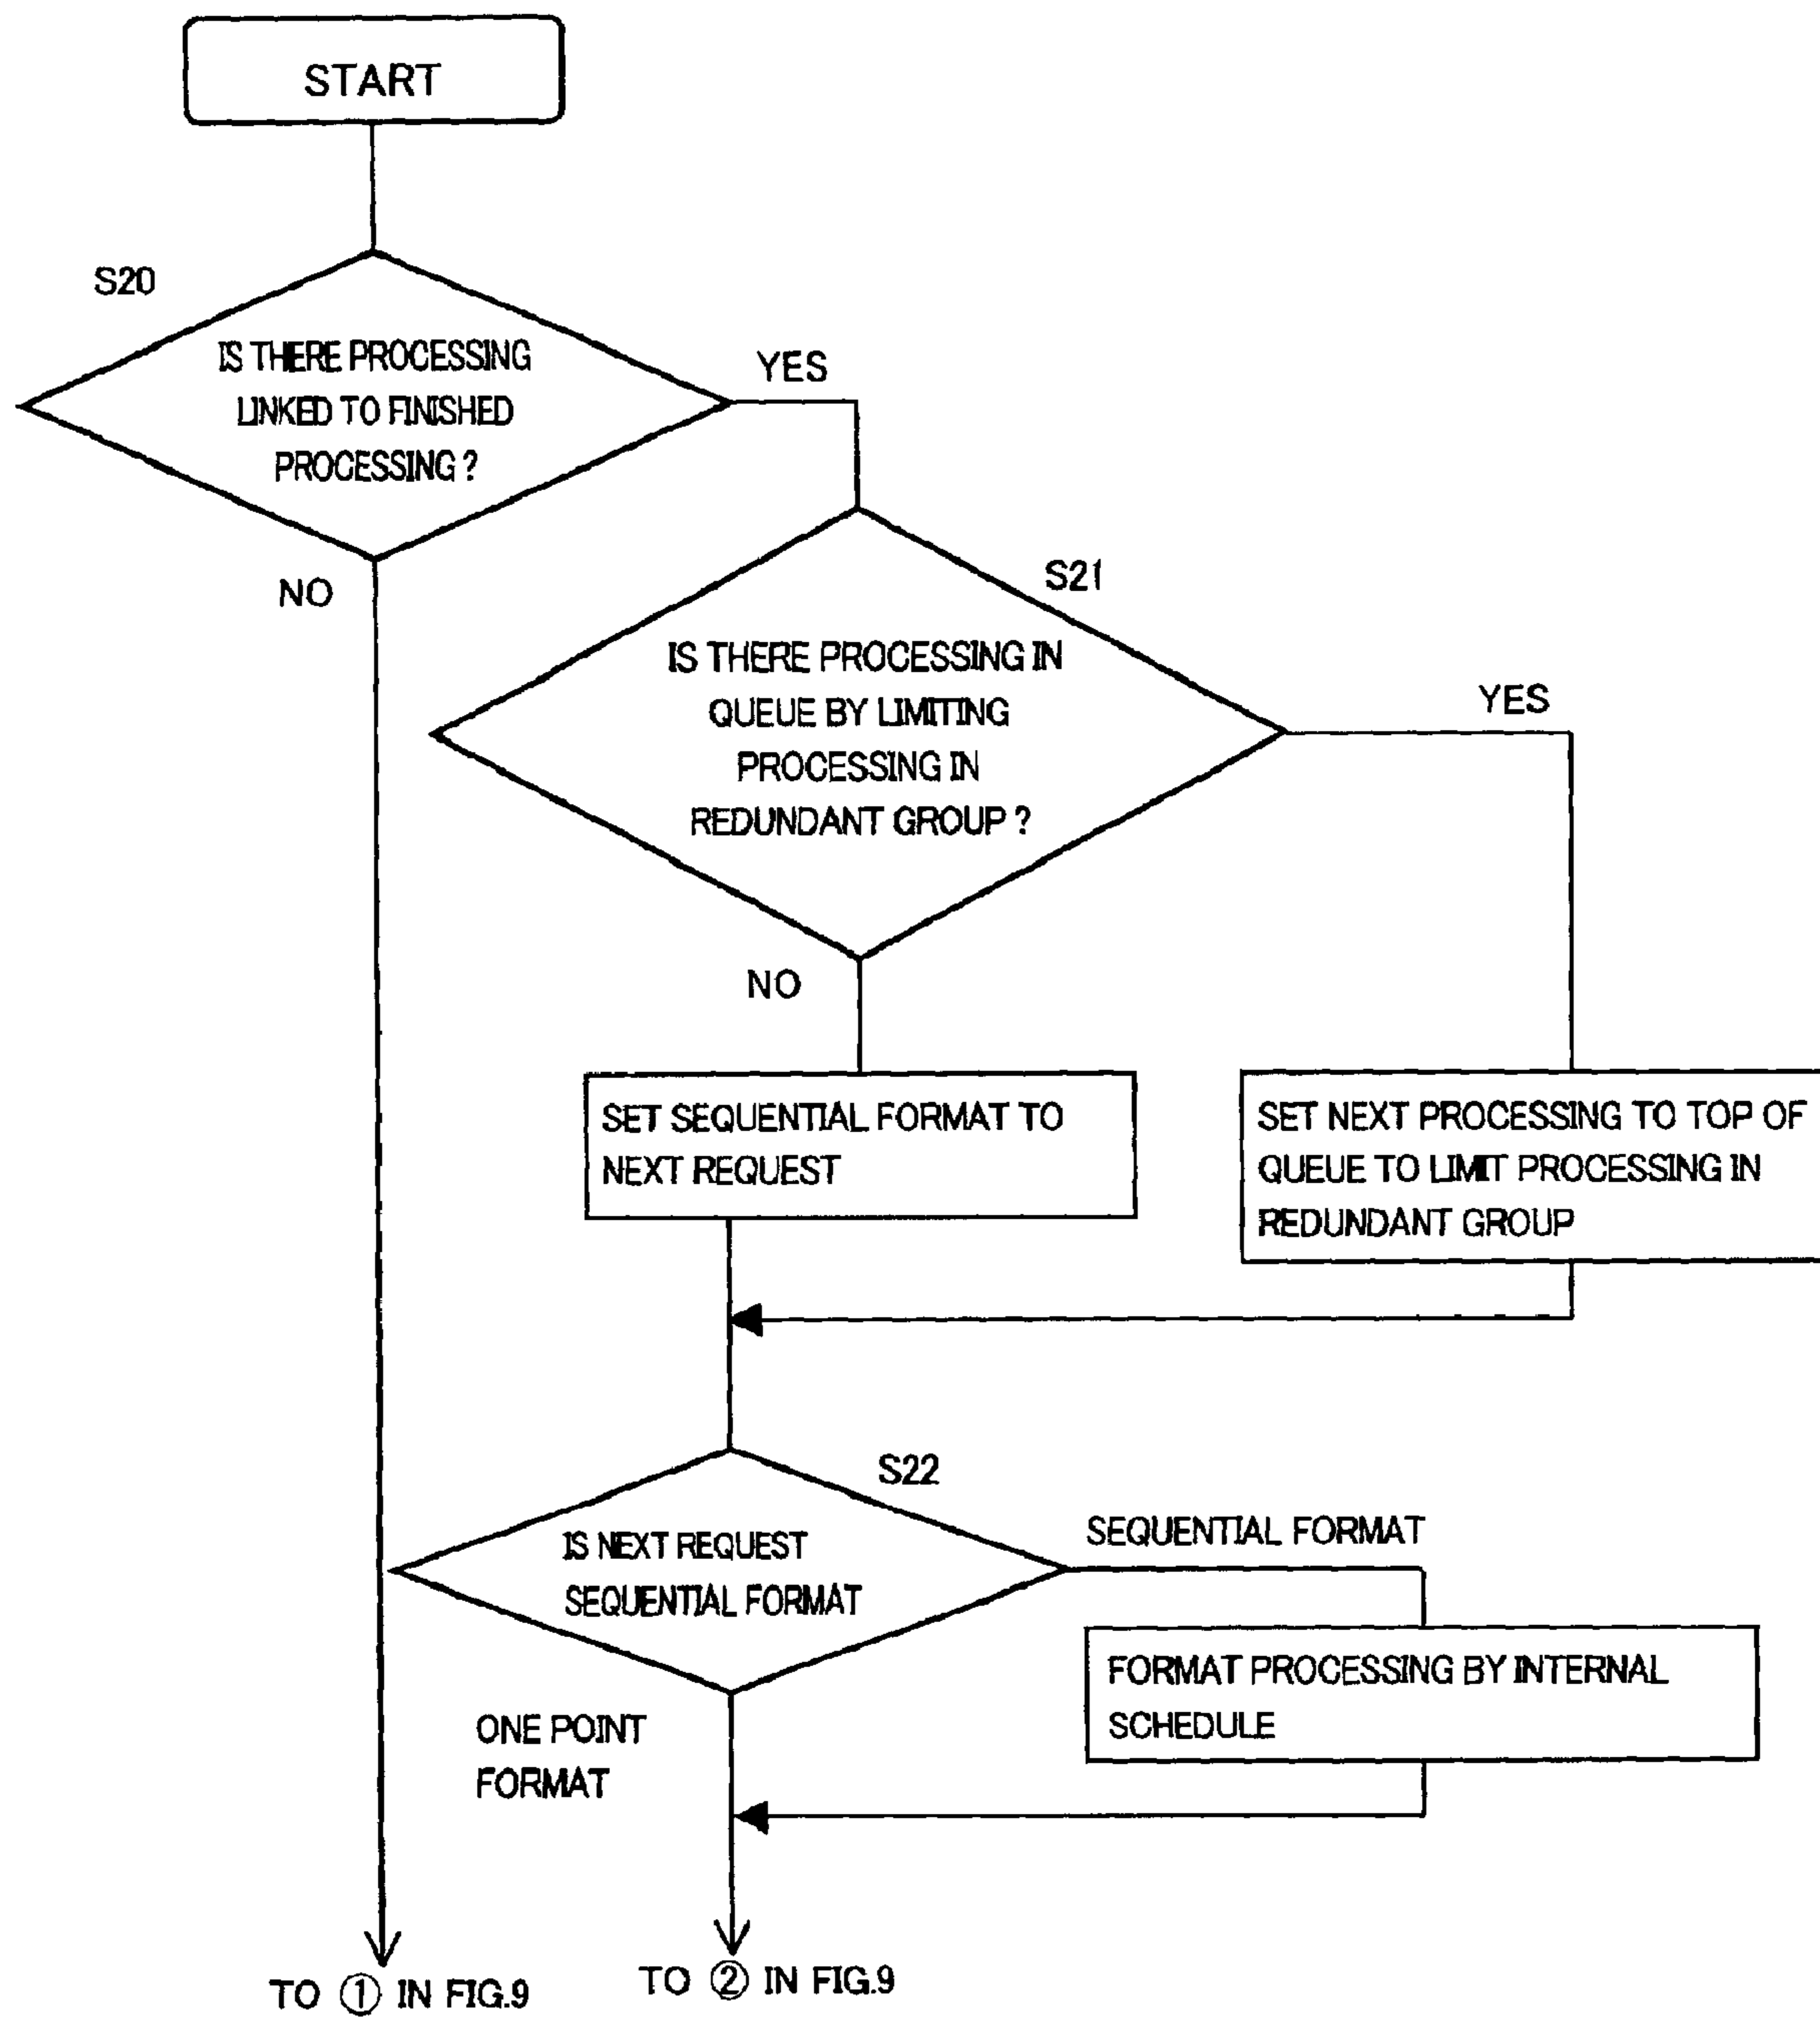 START
S20
IS THERE PROCESSING
LINKED TO FINISHED
PROCESSING ?
YES
NO
S21
IS THERE PROCESSING IN
QUEUE BY LIMITING
PROCESSING IN
REDUNDANT GROUP ?
YES
NO
SET SEQUENTIAL FORMAT TO
NEXT REQUEST
SET NEXT PROCESSING TO TOP OF
QUEUE TO LIMIT PROCESSING IN
REDUNDANT GROUP
S22
IS NEXT REQUEST
SEQUENTIAL FORMAT
SEQUENTIAL FORMAT
FORMAT PROCESSING BY INTERNAL
SCHEDULE
ONE POINT
FORMAT
TO ① IN FIG.9
TO ② IN FIG.9